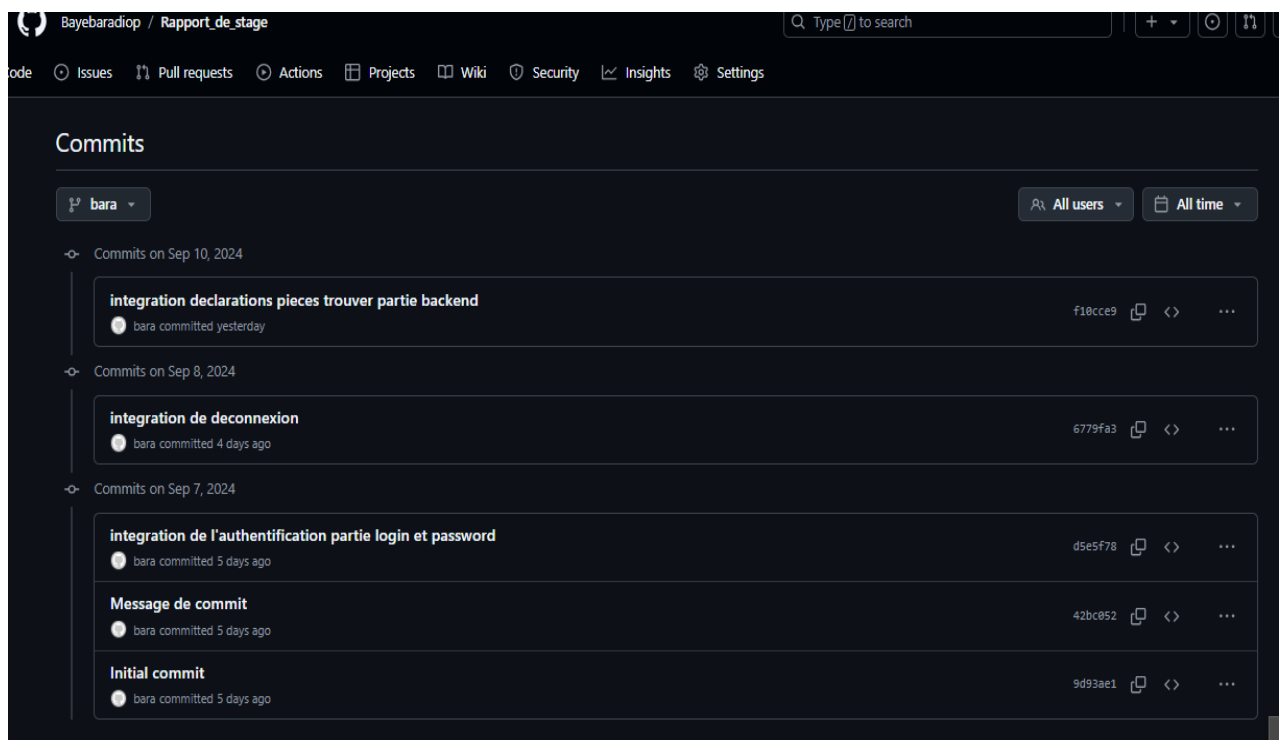 Bayebaradiop / Rapport_de_stage
Type / to search
ode Issues Pull requests Actions Projects Wiki Security Insights Settings
Commits
bara All users All time
Commits on Sep 10, 2024
integration declarations pieces trouver partie backend
f10cce9
bara committed yesterday
Commits on Sep 8, 2024
integration de deconnexion
6779fa3
bara committed 4 days ago
Commits on Sep 7, 2024
integration de l'authentification partie login et password
d5e5f78
bara committed 5 days ago
Message de commit
42bc052
bara committed 5 days ago
Initial commit
9d93ae1
bara committed 5 days ago